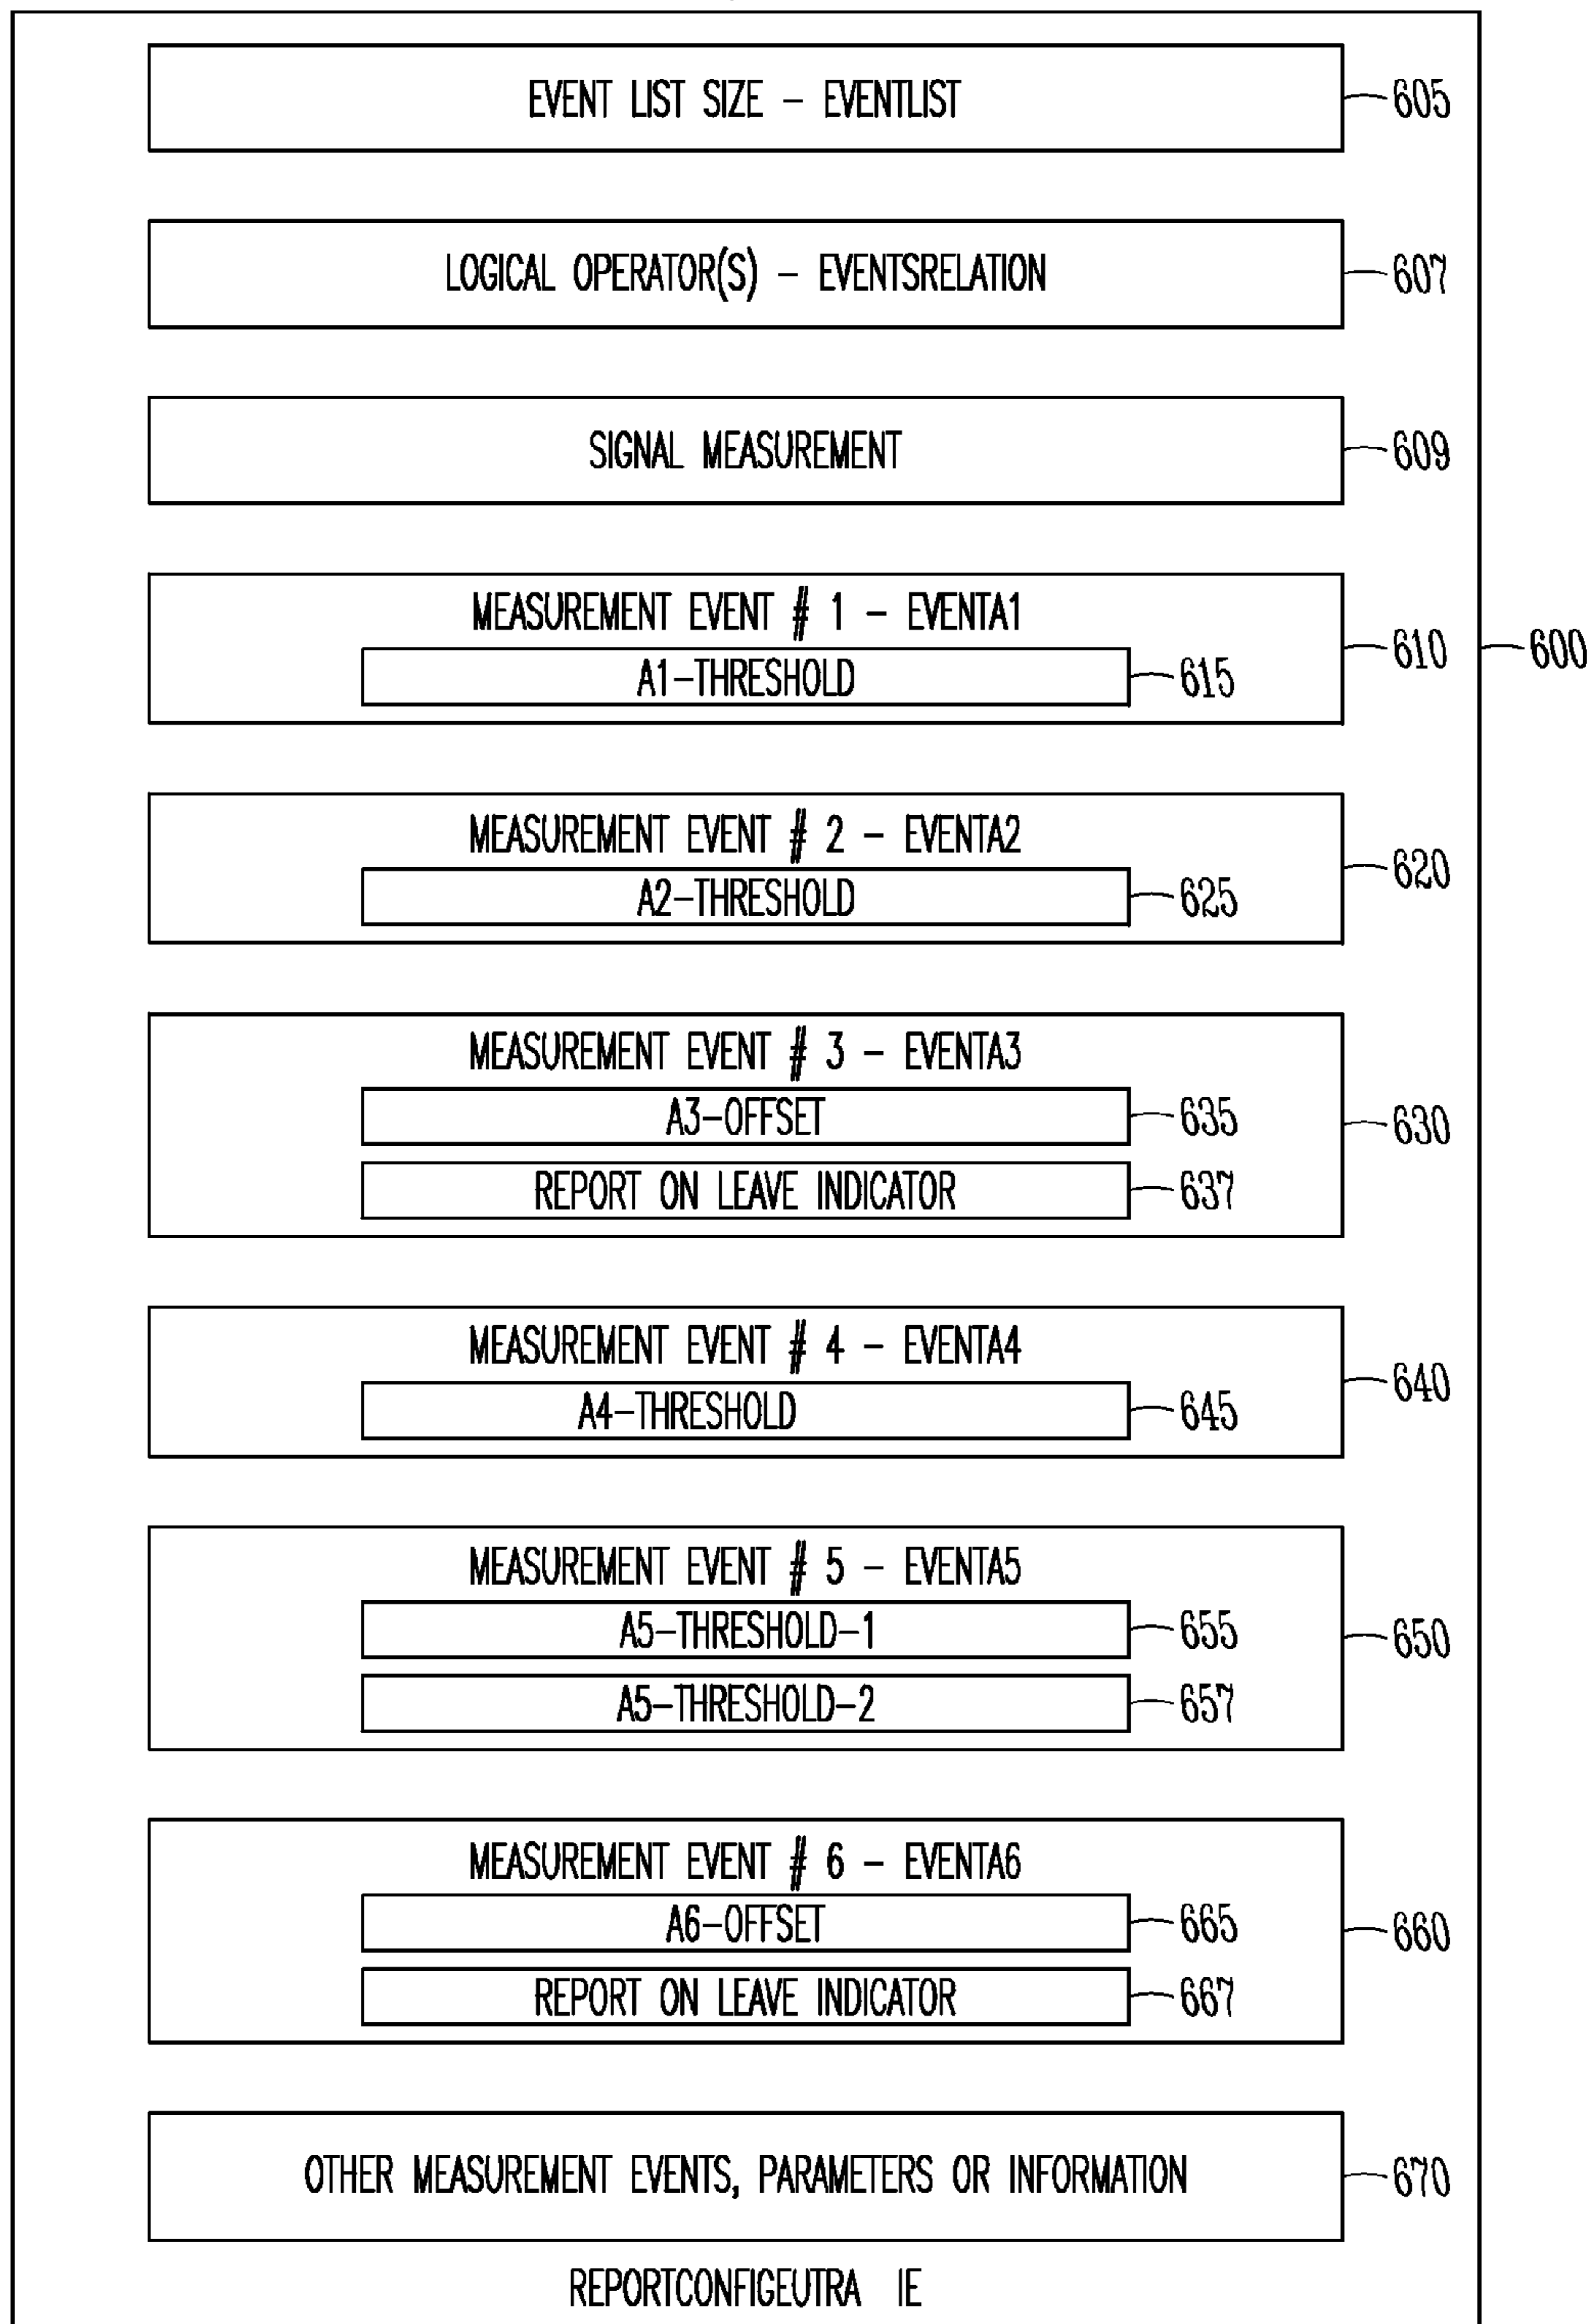 EVENT LIST SIZE – EVENTLIST 605
LOGICAL OPERATOR(S) – EVENTSRELATION 607
SIGNAL MEASUREMENT 609
MEASUREMENT EVENT # 1 – EVENTA1 610
A1–THRESHOLD 615
600
MEASUREMENT EVENT # 2 – EVENTA2 620
A2–THRESHOLD 625
MEASUREMENT EVENT # 3 – EVENTA3 630
A3–OFFSET 635
REPORT ON LEAVE INDICATOR 637
MEASUREMENT EVENT # 4 – EVENTA4 640
A4–THRESHOLD 645
MEASUREMENT EVENT # 5 – EVENTA5 650
A5–THRESHOLD–1 655
A5–THRESHOLD–2 657
MEASUREMENT EVENT # 6 – EVENTA6 660
A6–OFFSET 665
REPORT ON LEAVE INDICATOR 667
OTHER MEASUREMENT EVENTS, PARAMETERS OR INFORMATION 670
REPORTCONFIGEUTRA IE